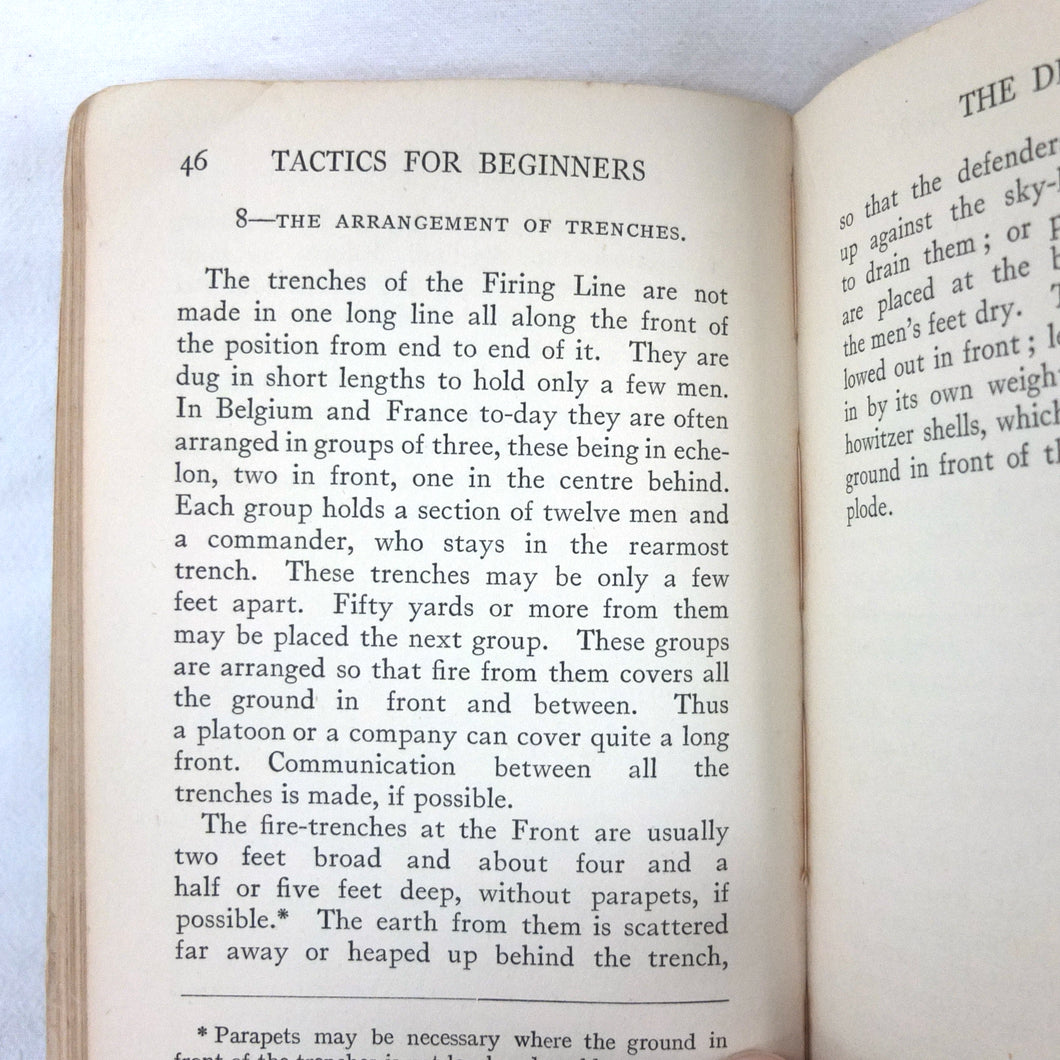 46 TACTICS FOR BEGINNERS
8—THE ARRANGEMENT OF TRENCHES.
The trenches of the Firing Line are not
made in one long line all along the front of
the position from end to end of it. They are
dug in short lengths to hold only a few men.
In Belgium and France to-day they are often
arranged in groups of three, these being in eche-
lon, two in front, one in the centre behind.
Each group holds a section of twelve men and
a commander, who stays in the rearmost
trench. These trenches may be only a few
feet apart. Fifty yards or more from them
may be placed the next group. These groups
are arranged so that fire from them covers all
the ground in front and between. Thus
a platoon or a company can cover quite a long
front. Communication between all the
trenches is made, if possible.
The fire-trenches at the Front are usually
two feet broad and about four and a
half or five feet deep, without parapets, if
possible.* The earth from them is scattered
far away or heaped up behind the trench,
* Parapets may be necessary where the ground in
THE
so that the defender
up against the
to drain them; or
are placed at the
the men's feet dry.
lowed out in front;
in by its own
howitzer shells, which
ground in front of
plode.